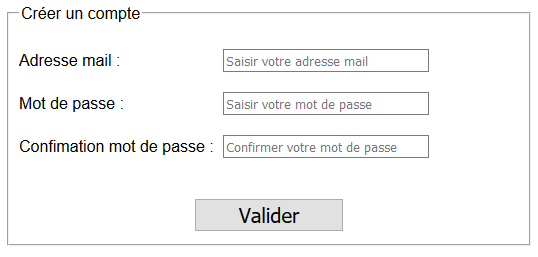 Créer un compte
Adresse mail : Saisir votre adresse mail
Mot de passe : Saisir votre mot de passe
Confimation mot de passe : Confirmer votre mot de passe
Valider